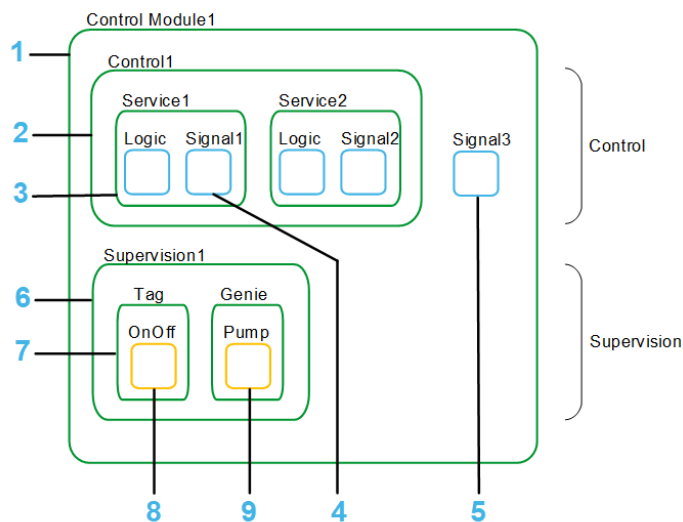 Control Module1
1
Control1
2
Service1
Service2
Logic Signal1
Logic Signal2
Signal3
Control
3
Supervision1
6
Tag
Genie
OnOff
Pump
Supervision
7
8
9
4
5